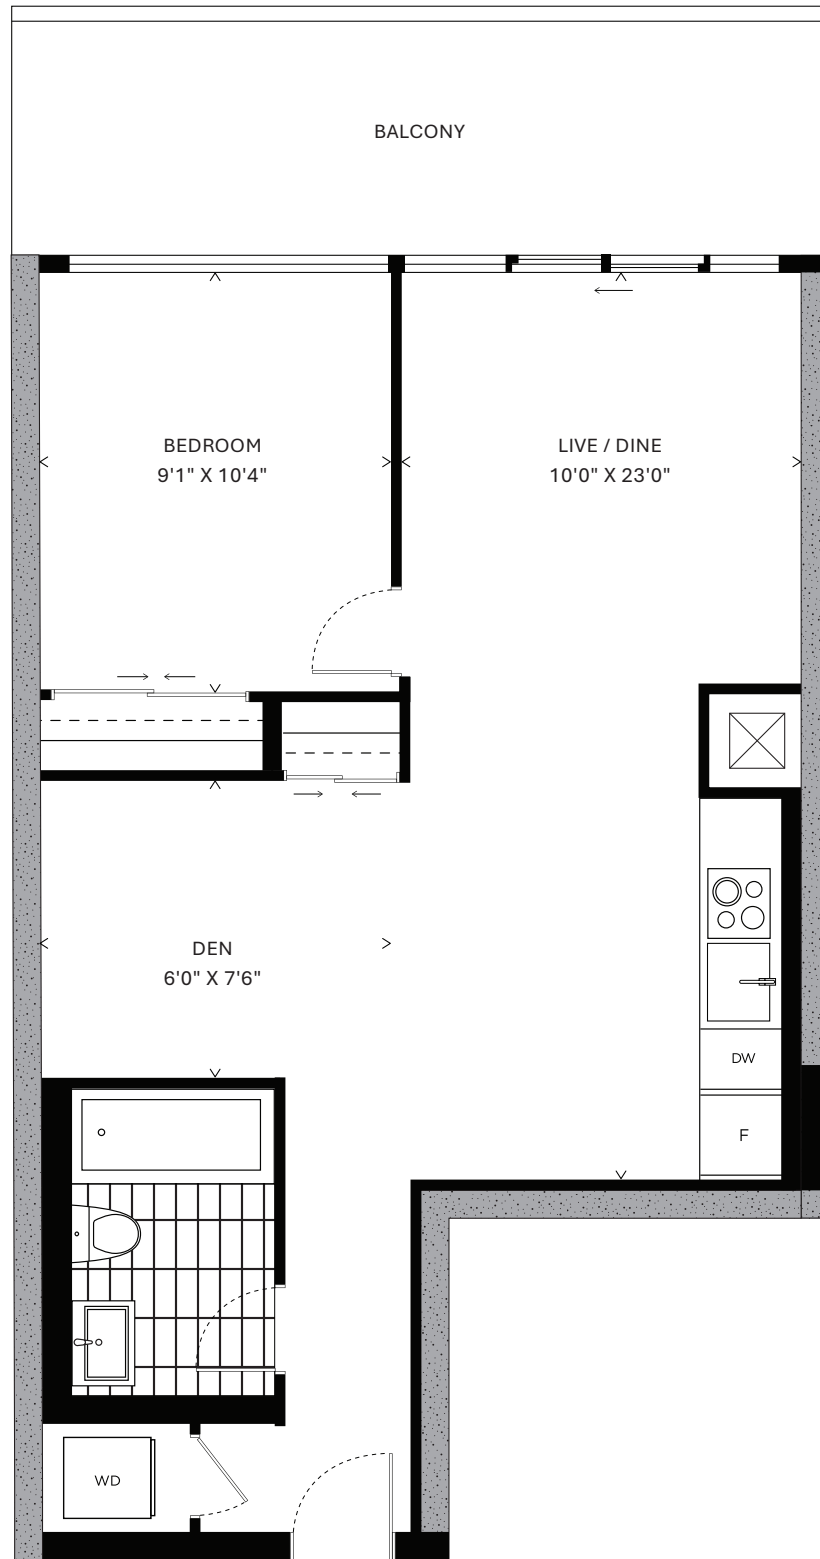 BALCONY
BEDROOM
9'1" X 10'4"
LIVE / DINE
10'0" X 23'0"
DEN
6'0" X 7'6"
DW
F
WD